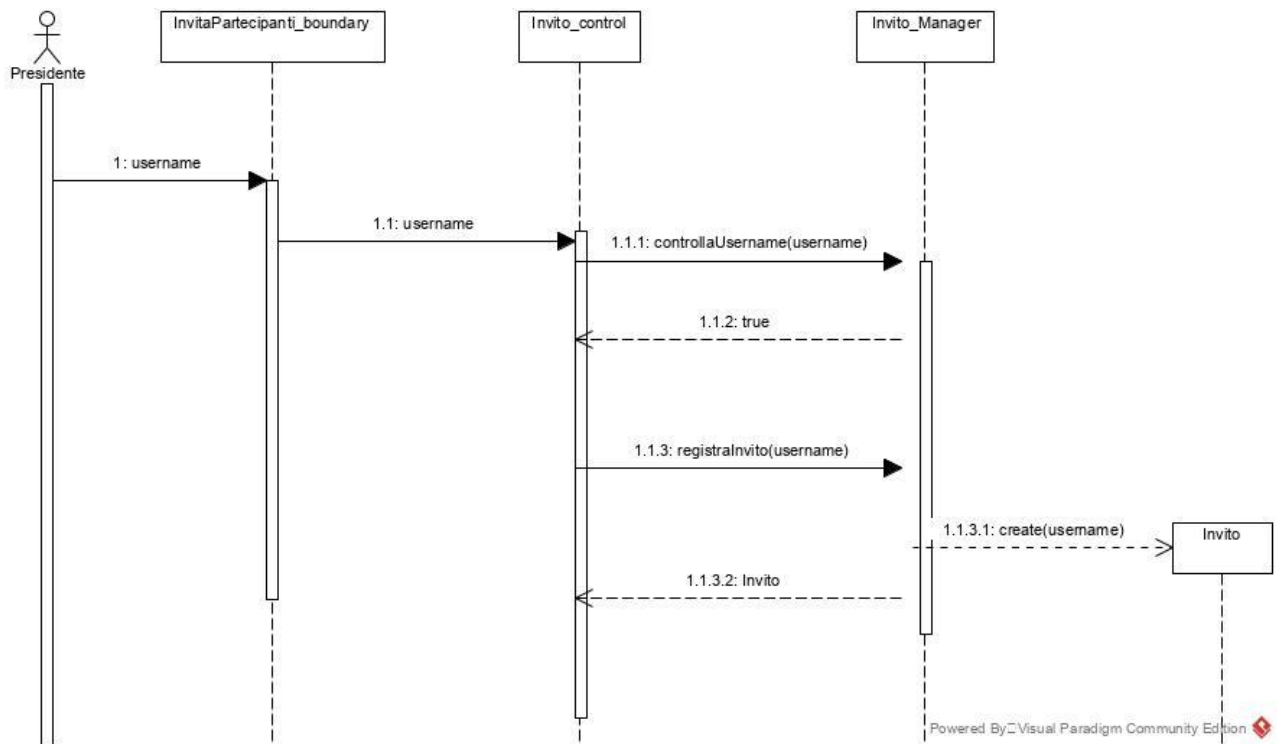 InvitaPartecipanti_boundary
Invito_control
Invito_Manager
Presidente
1: username
1.1: username
1.1.1: controllaUsername(username)
1.1.2: true
1.1.3: registraInvito(username)
1.1.3.1: create(username)
Invito
1.1.3.2: Invito
Powered By Visual Paradigm Community Edition